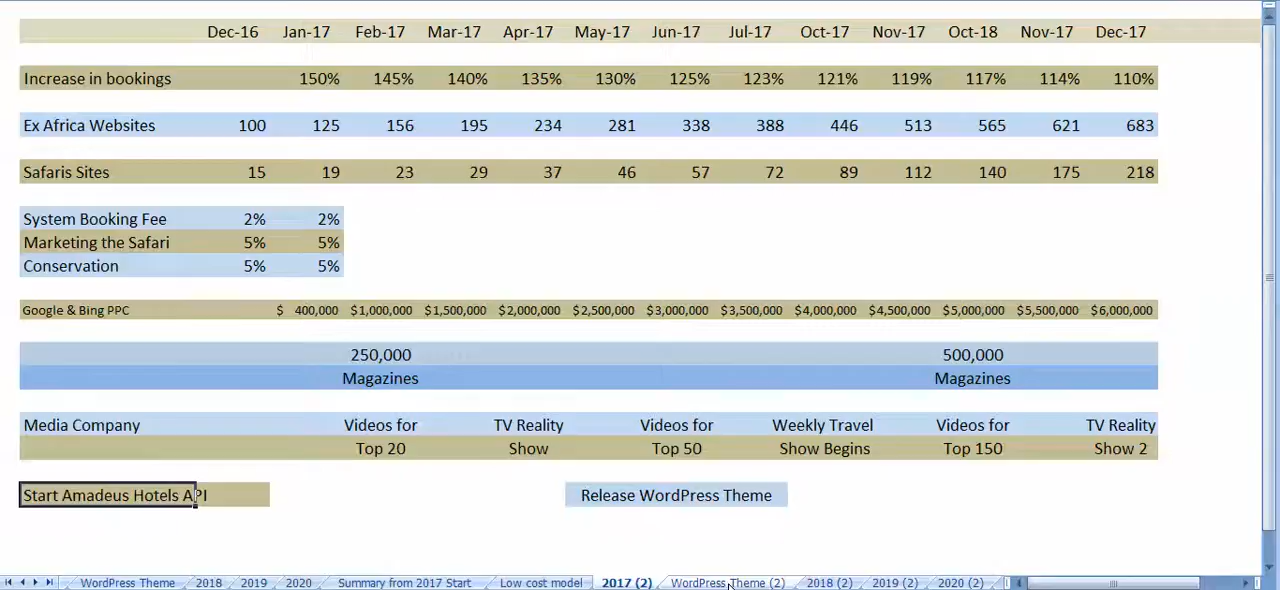 Dec-16 Jan-17 Feb-17 Mar-17 Apr-17 May-17 Jun-17 Jul-17 Oct-17 Nov-17 Oct-18 Nov-17 Dec-17
Increase in bookings 150% 145% 140% 135% 130% 125% 123% 121% 119% 117% 114% 110%
Ex Africa Websites 100 125 156 195 234 281 338 388 446 513 565 621 683
Safaris Sites 15 19 23 29 37 46 57 72 89 112 140 175 218
System Booking Fee 2% 2%
Marketing the Safari 5% 5%
Conservation 5% 5%
Google & Bing PPC $ 400,000 $1,000,000 $1,500,000 $2,000,000 $2,500,000 $3,000,000 $3,500,000 $4,000,000 $4,500,000 $5,000,000 $5,500,000 $6,000,000
250,000 500,000
Magazines Magazines
Media Company Videos for TV Reality Videos for Weekly Travel Videos for TV Reality
Top 20 Show Top 50 Show Begins Top 150 Show 2
Start Amadeus Hotels API Release WordPress Theme
WordPress Theme 2018 2019 2020 Summary from 2017 Start Low cost model 2017 (2) WordPress Theme (2) 2018 (2) 2019 (2) 2020 (2)